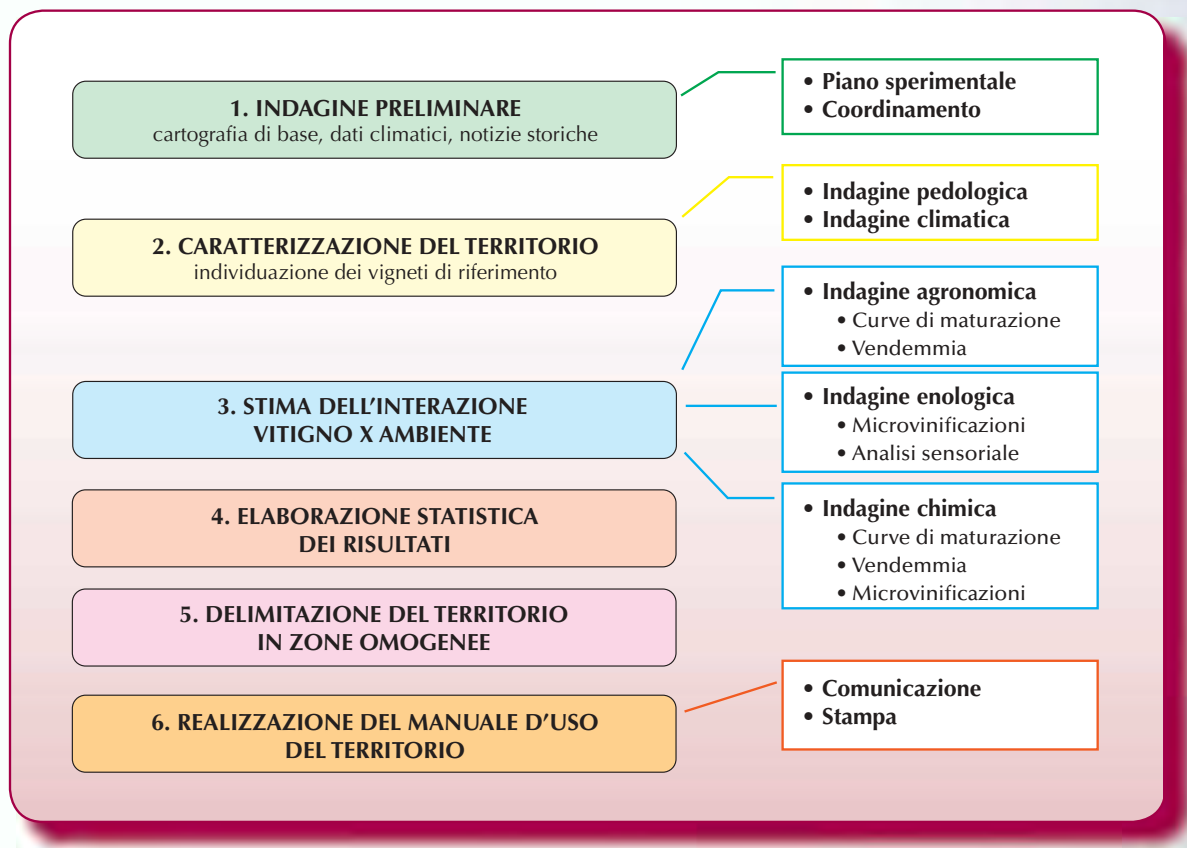 1. INDAGINE PRELIMINARE
cartografia di base, dati climatici, notizie storiche
• Piano sperimentale
• Coordinamento
2. CARATTERIZZAZIONE DEL TERRITORIO
individuazione dei vigneti di riferimento
• Indagine pedologica
• Indagine climatica
3. STIMA DELL'INTERAZIONE
VITIGNO X AMBIENTE
• Indagine agronomica
• Curve di maturazione
• Vendemmia
• Indagine enologica
• Microvinificazioni
• Analisi sensoriale
• Indagine chimica
• Curve di maturazione
• Vendemmia
• Microvinificazioni
4. ELABORAZIONE STATISTICA
DEI RISULTATI
5. DELIMITAZIONE DEL TERRITORIO
IN ZONE OMOGENEE
6. REALIZZAZIONE DEL MANUALE D'USO
DEL TERRITORIO
• Comunicazione
• Stampa